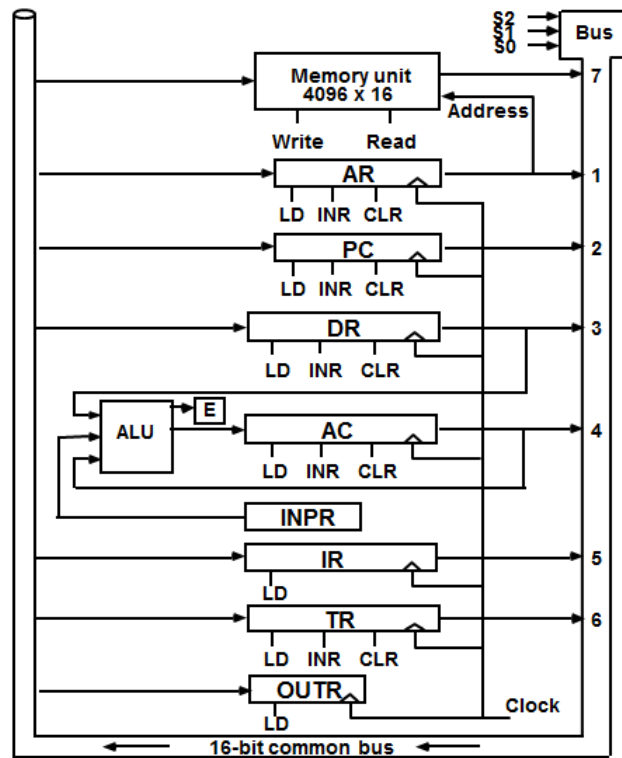 S2
S1
S0
Bus
Memory unit
4096 x 16
7
Address
Write Read
AR
1
LD INR CLR
PC
2
LD INR CLR
DR
3
LD INR CLR
E
ALU
AC
4
LD INR CLR
INPR
IR
5
LD
TR
6
LD INR CLR
OUTR
Clock
LD
16-bit common bus